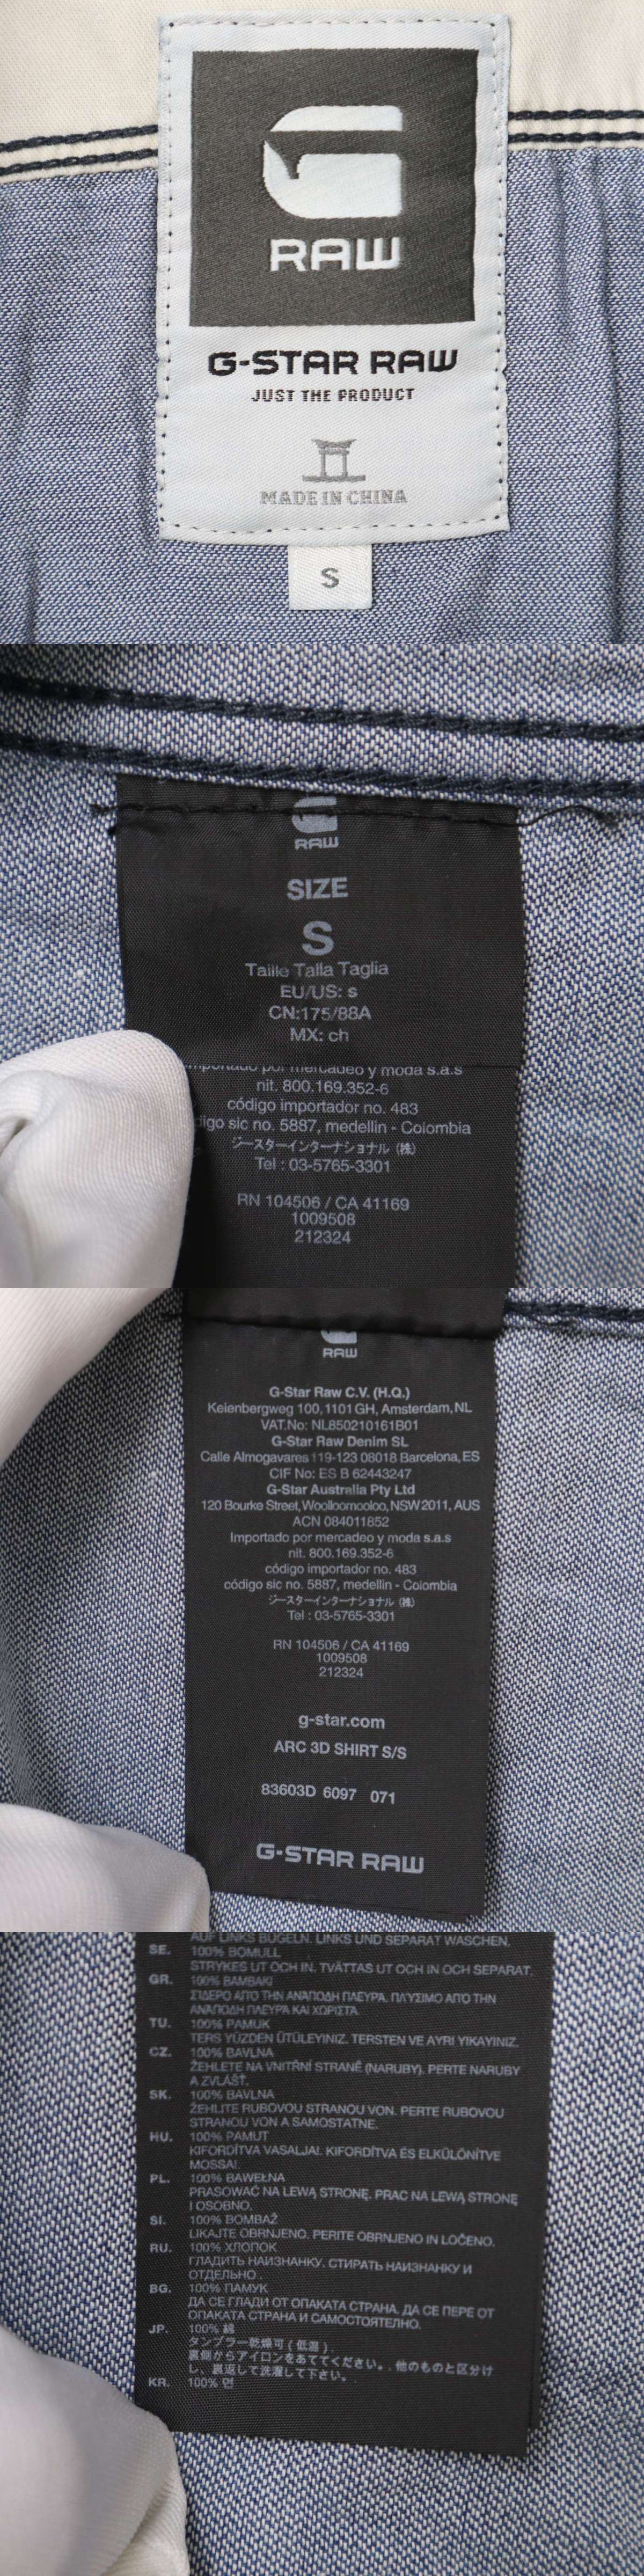 RAW
G-STAR RAW
JUST THE PRODUCT
MADE IN CHINA
S
RAW
SIZE
S
Taille Talla Taglia
EU/US: s
CN:175/88A
MX: ch
importado por mercadeo y moda s.a.s
nit. 800.169.352-6
código importador no. 483
digo sic no. 5887, medellin - Colombia
ジースターインターナショナル (株)
Tel : 03-5765-3301
RN 104506 / CA 41169
1009508
212324
RAW
G-Star Raw C.V. (H.Q.)
Keienbergweg 100, 1101 GH, Amsterdam, NL
VAT.No: NL850210161B01
G-Star Raw Denim SL
Calle Almogavares 119-123 08018 Barcelona, ES
CIF No: ES B 62443247
G-Star Australia Pty Ltd
120 Bourke Street, Woolloomooloo, NSW 2011, AUS
ACN 084011852
Importado por mercadeo y moda s.a.s
nit. 800.169.352-6
código importador no. 483
código sic no. 5887, medellin - Colombia
ジースターインターナショナル (株)
Tel : 03-5765-3301
RN 104506 / CA 41169
1009508
212324
g-star.com
ARC 3D SHIRT S/S
83603D 6097 071
G-STAR RAW
AUF LINKS BÜGELN. LINKS UND SEPARAT WASCHEN.
SE. 100% BOMULL
STRYKES UT OCH IN. TVÄTTAS UT OCH IN OCH SEPARAT.
GR. 100% ΒΑΜΒΑΚΙ
ΣΙΔΕΡΟ ΑΠΟ ΤΗΝ ΑΝΑΠΟΔΗ ΠΛΕΥΡΑ. ΠΛΥΣΙΜΟ ΑΠΟ ΤΗΝ
ΑΝΑΠΟΔΗ ΠΛΕΥΡΑ ΚΑΙ ΧΩΡΙΣΤΑ.
TU. 100% PAMUK
TERS YÜZDEN ÜTÜLEYINIZ. TERSTEN VE AYRI YIKAYINIZ.
CZ. 100% BAVLNA
ŽEHLETE NA VNITŘNÍ STRANĚ (NARUBY). PERTE NARUBY
A ZVLÁŠŤ.
SK. 100% BAVLNA
ŽEHLITE RUBOVOU STRANOU VON. PERTE RUBOVOU
STRANOU VON A SAMOSTATNE.
HU. 100% PAMUT
KIFORDÍTVA VASALJA!. KIFORDÍTVA ÉS ELKÜLÖNÍTVE
MOSSA!.
PL. 100% BAWEŁNA
PRASOWAĆ NA LEWĄ STRONĘ. PRAC NA LEWĄ STRONĘ
I OSOBNO.
SI. 100% BOMBAŽ
LIKAJTE OBRNJENO. PERITE OBRNJENO IN LOČENO.
RU. 100% ХЛОПОК
ГЛАДИТЬ НАИЗНАНКУ. СТИРАТЬ НАИЗНАНКУ И
ОТДЕЛЬНО .
BG. 100% ПАМУК
ДА СЕ ГЛАДИ ОТ ОПАКАТА СТРАНА. ДА СЕ ПЕРЕ ОТ
ОПАКАТА СТРАНА И САМОСТОЯТЕЛНО.
JP. 100% 綿
タンブラー乾燥可 ( 低温 ) .
裏側からアイロンをあててください。. 他のものと区分け
し、裏返して洗濯して下さい。
KR. 100% 면